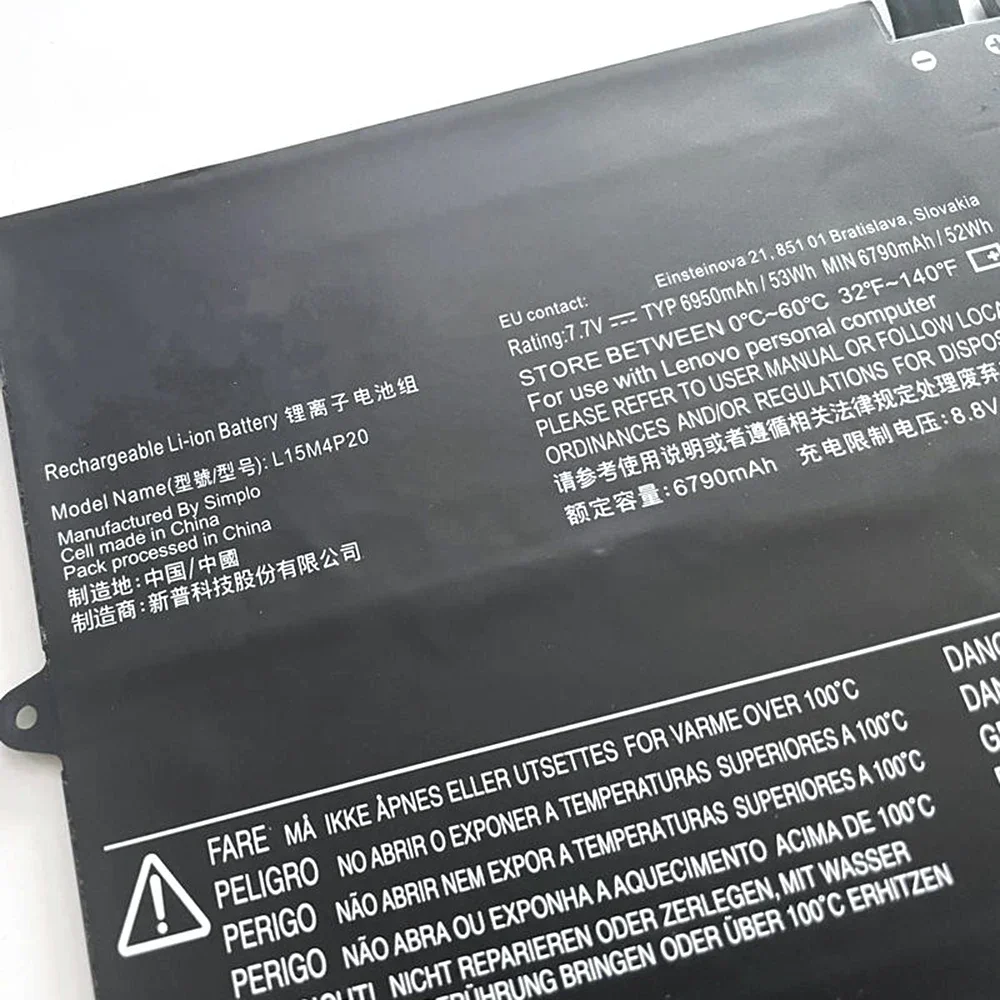 Rechargeable Li-ion Battery 锂离子电池组
Model Name(型號/型号): L15M4P20
Manufactured By Simplo
Cell made in China
Pack processed in China
制造地:中国/中國
制造商:新普科技股份有限公司
EU contact:
Einsteinova 21, 851 01 Bratislava, Slovakia
Rating:7.7V ⎓ TYP 6950mAh / 53Wh MIN 6790mAh / 52Wh
STORE BETWEEN 0°C~60°C 32°F~140°F
For use with Lenovo personal computer
PLEASE REFER TO USER MANUAL OR FOLLOW LOCA
ORDINANCES AND/OR REGULATIONS FOR DISPOS
请参考使用说明或者遵循相关法律规定处理废弃
额定容量:6790mAh 充电限制电压:8.8V
FARE MÅ IKKE ÅPNES ELLER UTSETTES FOR VARME OVER 100°C
PELIGRO NO ABRIR O EXPONER A TEMPERATURAS SUPERIORES A 100°C
PERIGO NÃO ABRIR NEM EXPOR A TEMPERATURAS SUPERIORES A 100°C
PERIGO NÃO ABRA OU EXPONHA A AQUECIMENTO ACIMA DE 100°C
NICHT REPARIEREN ODER ZERLEGEN, MIT WASSER
BRINGEN ODER ÜBER 100°C ERHITZEN
DANG
DAN